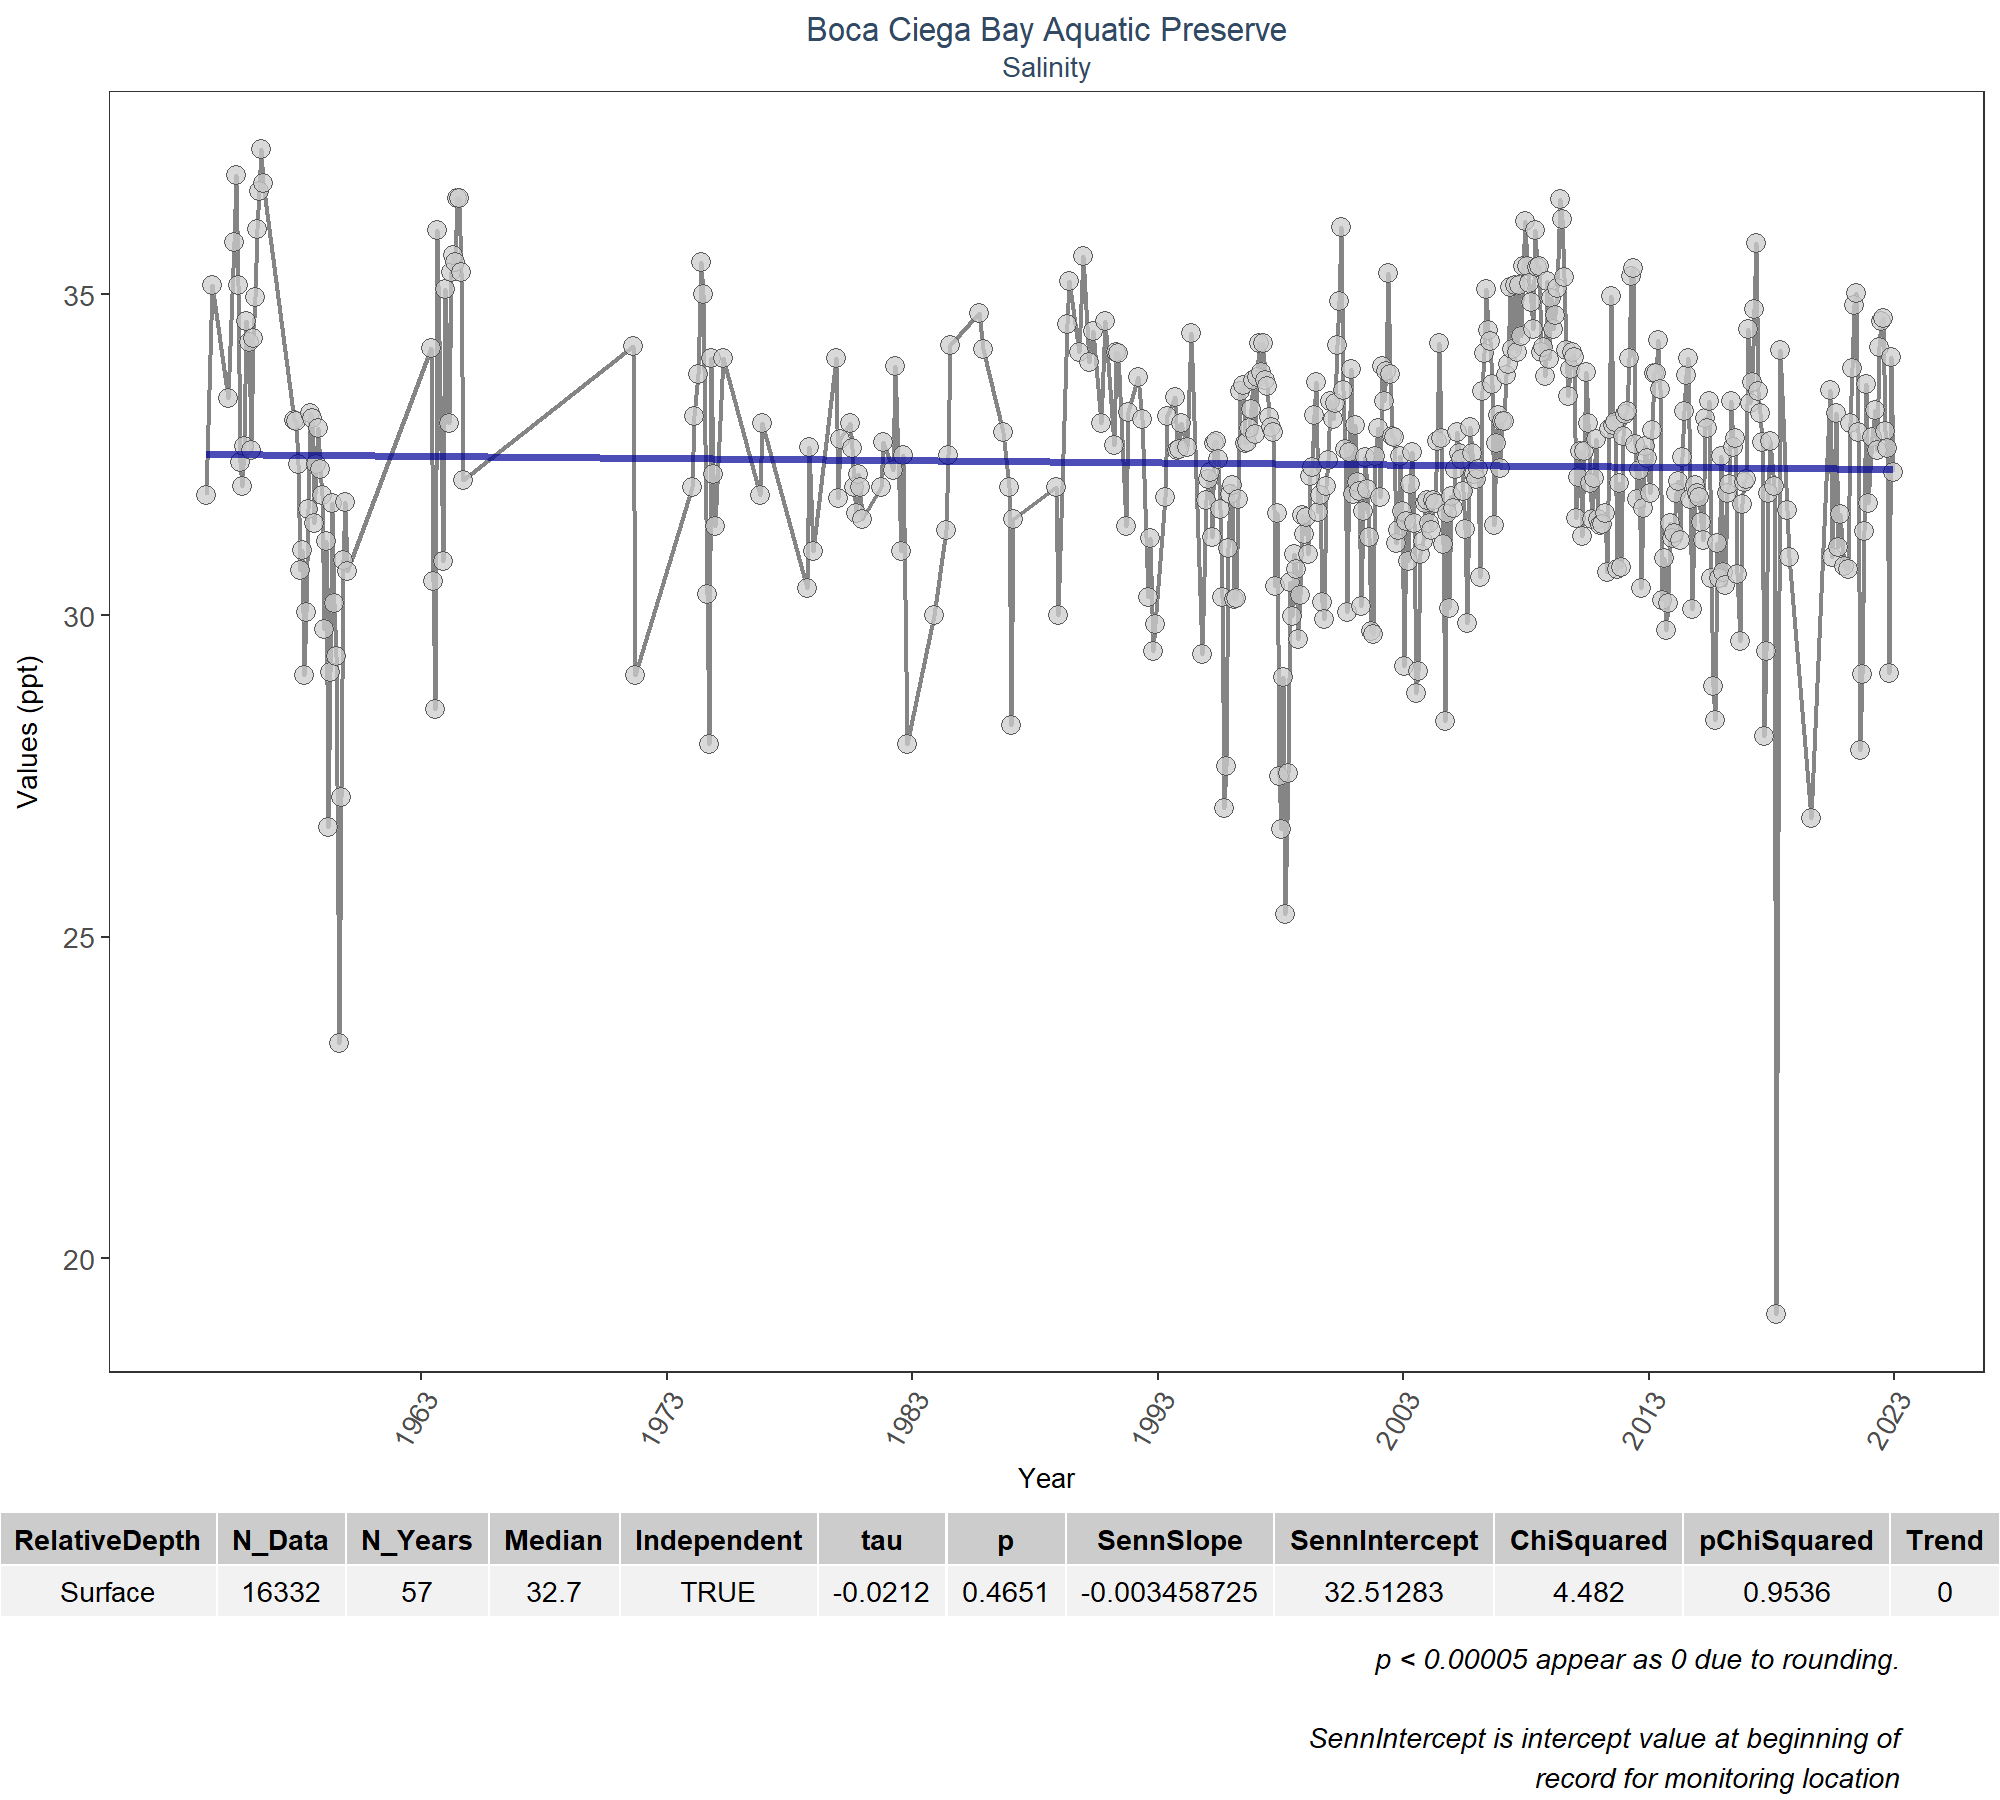 Boca Ciega Bay Aquatic Preserve
Salinity
35
30
25
20
Values (ppt)
1963
1973
1983
1993
2003
2013
2023
Year
RelativeDepth N_Data N_Years Median Independent tau p SennSlope SennIntercept ChiSquared pChiSquared Trend
Surface 16332 57 32.7 TRUE -0.0212 0.4651 -0.003458725 32.51283 4.482 0.9536 0
p < 0.00005 appear as 0 due to rounding.
SennIntercept is intercept value at beginning of
record for monitoring location